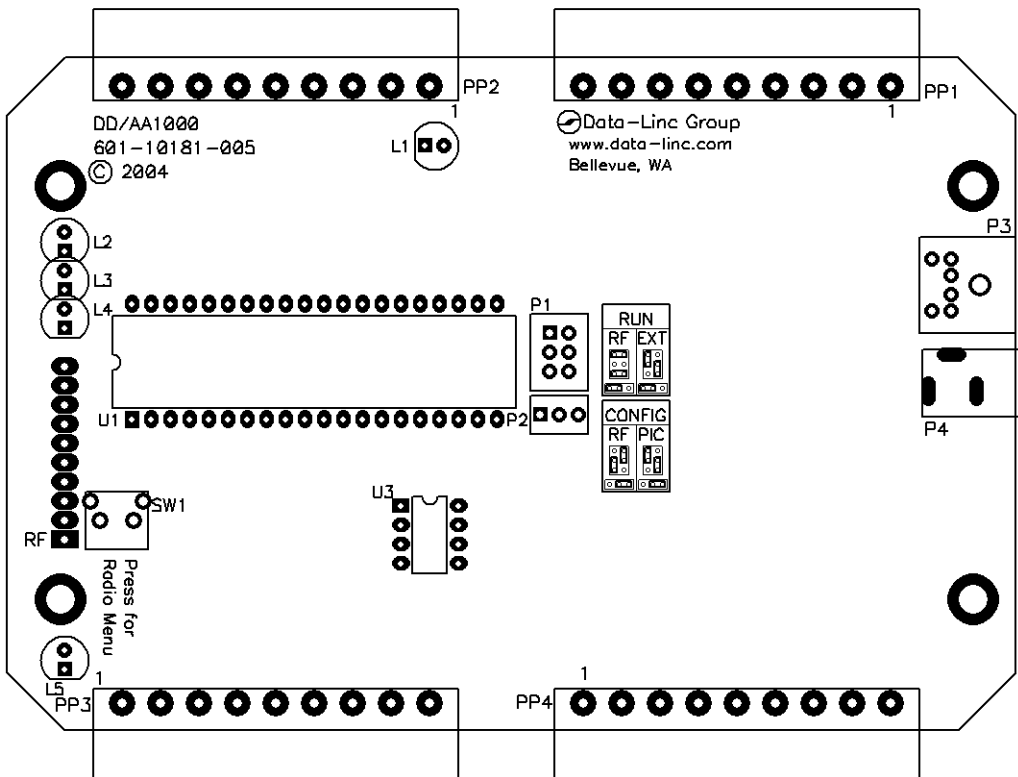 PP2
1
PP1
1
DD/AA1000
601-10181-005
© 2004
L1
Data-Linc Group
www.data-linc.com
Bellevue, WA
L2
L3
L4
P3
P1
RUN
RF EXT
U1
P2
CONFIG
RF PIC
P4
U3
SW1
RF
Press for
Radio Menu
L5
1
PP3
1
PP4